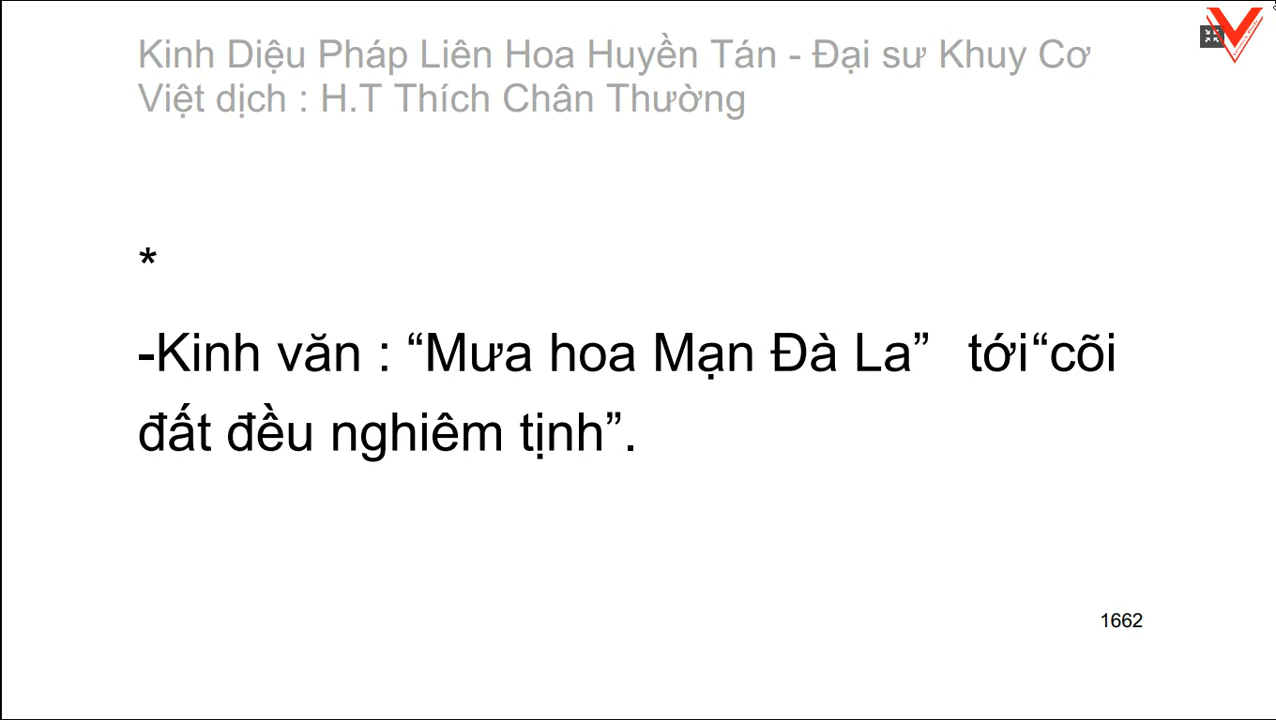 Kinh Diệu Pháp Liên Hoa Huyền Tán - Đại sư Khuy Cơ
Việt dịch : H.T Thích Chân Thường
*
-Kinh văn : “Mưa hoa Mạn Đà La” tới“cõi
đất đều nghiêm tịnh”.
1662